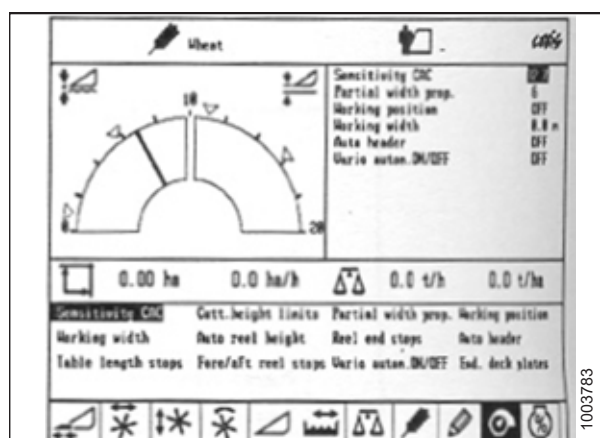 Wheat
Sensitivity CAC
Partial width prop. 6
Working position OFF
Working width 0.0 m
Auto header OFF
Vario autom.ON/OFF OFF
10
0
20
0.00 ha 0.0 ha/h 0.0 t/h 0.0 t/ha
Sensitivity CAC Cutt.height limits Partial width prop. Working position
Working width Auto reel height Reel end stops Auto header
Table length stops Fore/aft reel stops Vario autom.ON/OFF End. deck plates
1003783